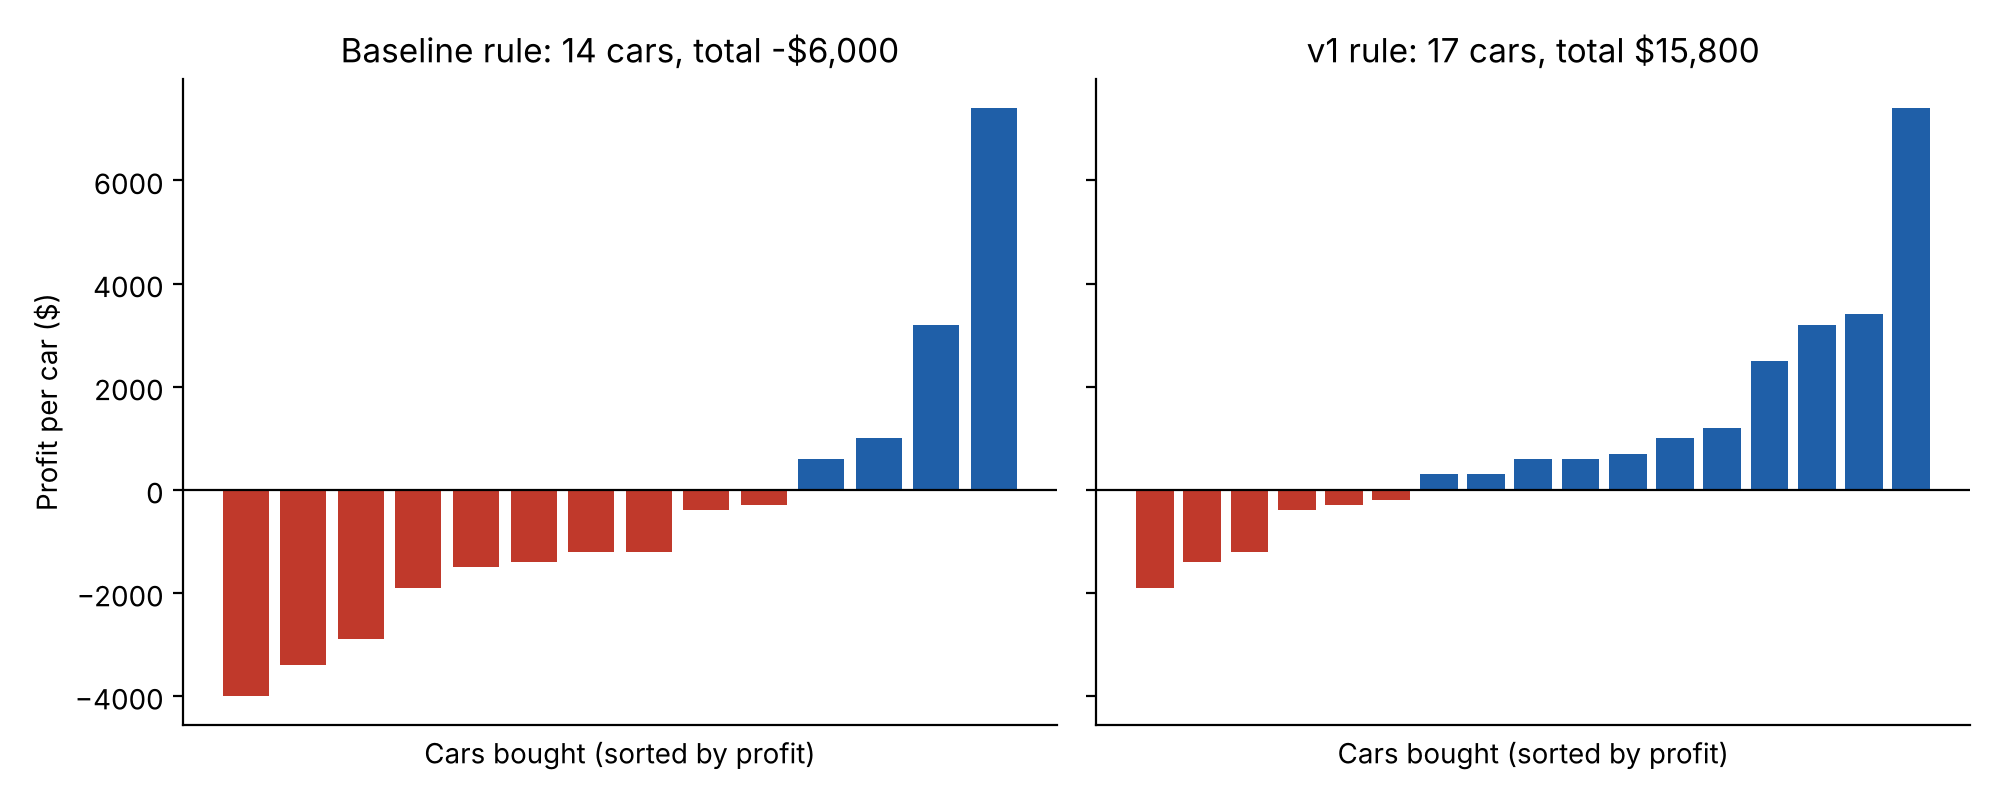 Baseline rule: 14 cars, total -$6,000
v1 rule: 17 cars, total $15,800
Profit per car ($)
6000
4000
2000
0
−2000
−4000
Cars bought (sorted by profit)
Cars bought (sorted by profit)